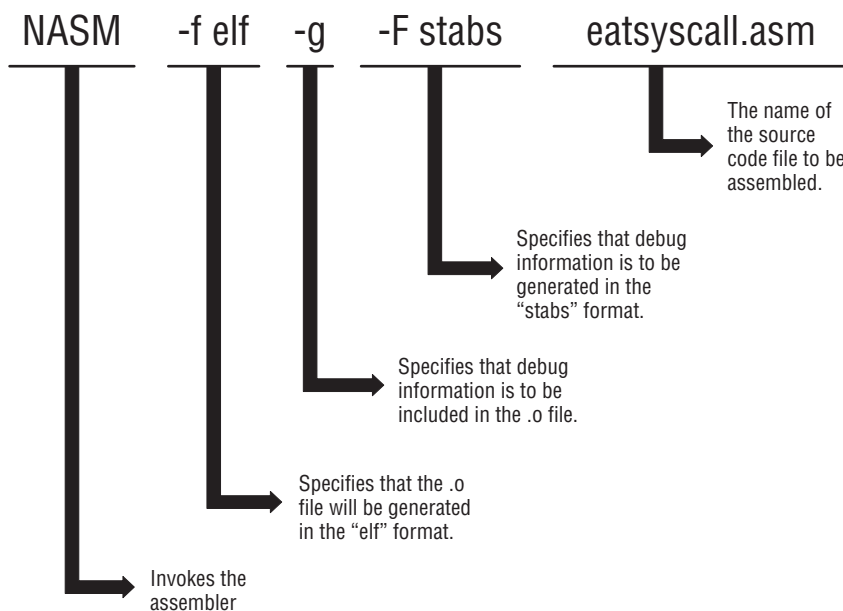 NASM -f elf -g -F stabs eatsyscall.asm
The name of
the source
code file to be
assembled.
Specifies that debug
information is to be
generated in the
“stabs” format.
Specifies that debug
information is to be
included in the .o file.
Specifies that the .o
file will be generated
in the “elf” format.
Invokes the
assembler